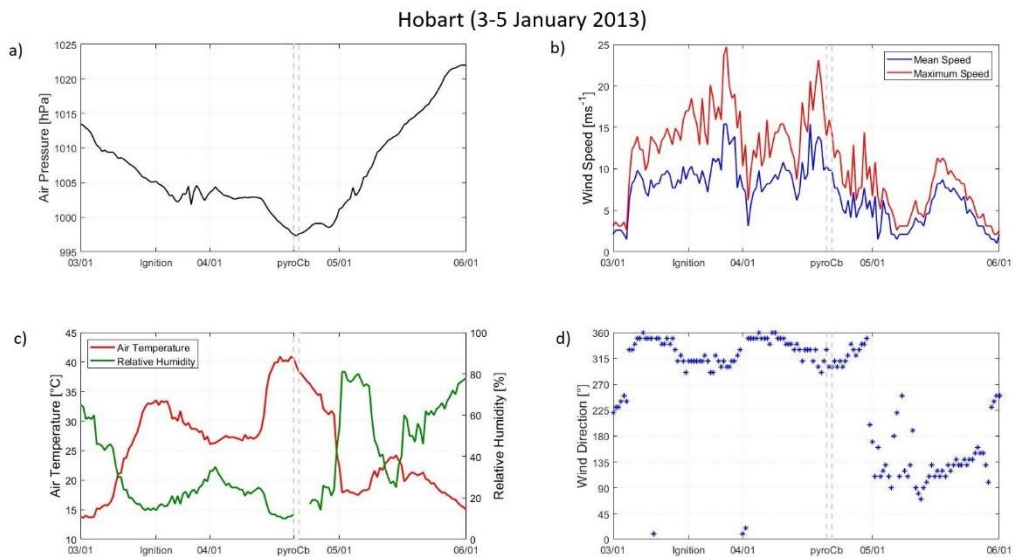 Hobart (3-5 January 2013)
a)
1025
1020
1015
1010
1005
1000
995
Air Pressure [hPa]
03/01 Ignition 04/01 pyroCb 05/01 06/01
b)
25
20
15
10
5
0
Wind Speed [ms-1]
Mean Speed
Maximum Speed
03/01 Ignition 04/01 pyroCb 05/01 06/01
c)
45
40
35
30
25
20
15
10
Air Temperature [°C]
Air Temperature
Relative Humidity
100
80
60
40
20
0
Relative Humidity [%]
03/01 Ignition 04/01 pyroCb 05/01 06/01
d)
360
315
270
225
180
135
90
45
0
Wind Direction [°]
03/01 Ignition 04/01 pyroCb 05/01 06/01